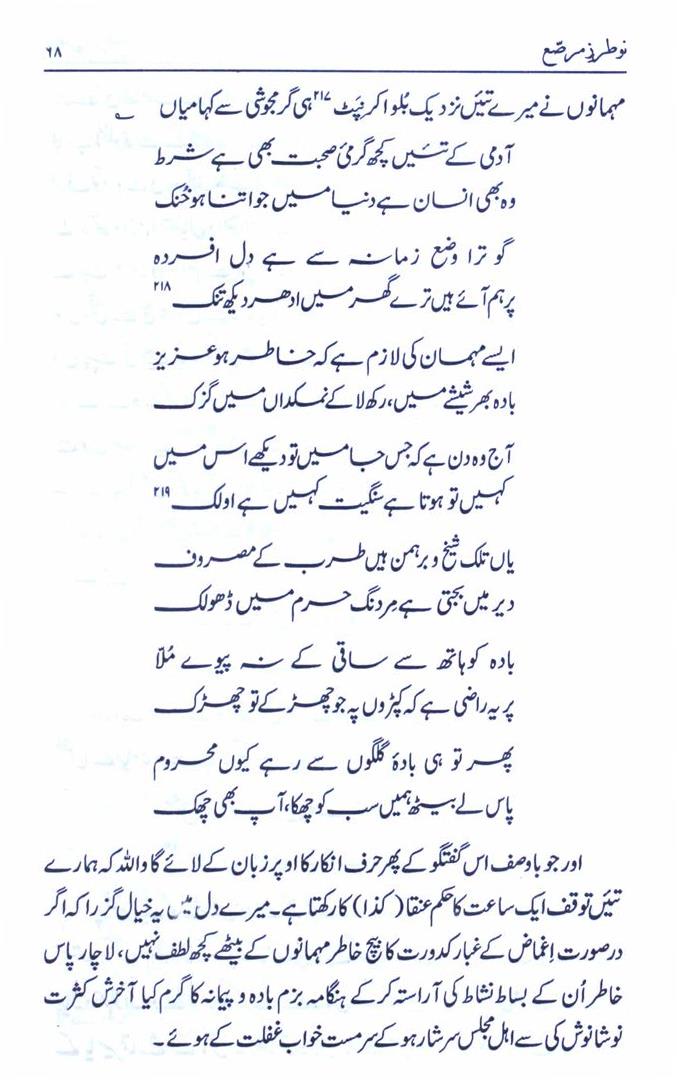 نو طرزِ مرصّع
۶۸
مہمانوں نے میرے تئیں نزدیک بُلوا کر نپٹ ۲۱۷ ہی گرمجوشی سے کہا میاں ؎
آدمی کے تئیں کچھ گرمیٔ صحبت بھی ہے شرط
وہ بھی انسان ہے دنیا میں جو اتنا ہو خُنک
گو ترا وضع زمانہ سے ہے دل افسردہ
پر ہم آئے ہیں ترے گھر میں ادھر دیکھ تنک ۲۱۸
ایسے مہمان کی لازم ہے کہ خاطر ہو عزیز
بادہ بھر شیشے میں، رکھ لا کے نمکداں میں گزک
آج وہ دن ہے کہ جس جا میں تو دیکھے اس میں
کہیں تو ہوتا ہے سنگیت کہیں ہے اولک ۲۱۹
یاں تلک شیخ و برہمن ہیں طرب کے مصروف
دیر میں بجتی ہے مِردنگ حرم میں ڈھولک
بادہ کو ہاتھ سے ساقی کے نہ پیوے مُلّا
پر یہ راضی ہے کہ کپڑوں پہ جو چھڑکے تو چھڑک
پھر تو ہی بادۂ گلگوں سے رہے کیوں محروم
پاس لے بیٹھ ہمیں سب کو چھکا، آپ بھی چھک
اور جو باوصف اس گفتگو کے پھر حرف انکار کا اوپر زبان کے لائے گا واللہ کہ ہمارے
تئیں توقف ایک ساعت کا حکم عنقا (کذا) کا رکھتا ہے۔ میرے دل میں یہ خیال گزرا کہ اگر
درصورت اِغماض کے غبار کدورت کا بیچ خاطر مہمانوں کے بیٹھے کچھ لطف نہیں، لاچار پاس
خاطر اُن کے بساط نشاط کی آراستہ کر کے ہنگامہ بزم بادہ و پیمانہ کا گرم کیا آخرش کثرت
نوشانوش کی سے اہل مجلس سرشار ہو کے سرمست خواب غفلت کے ہوئے۔